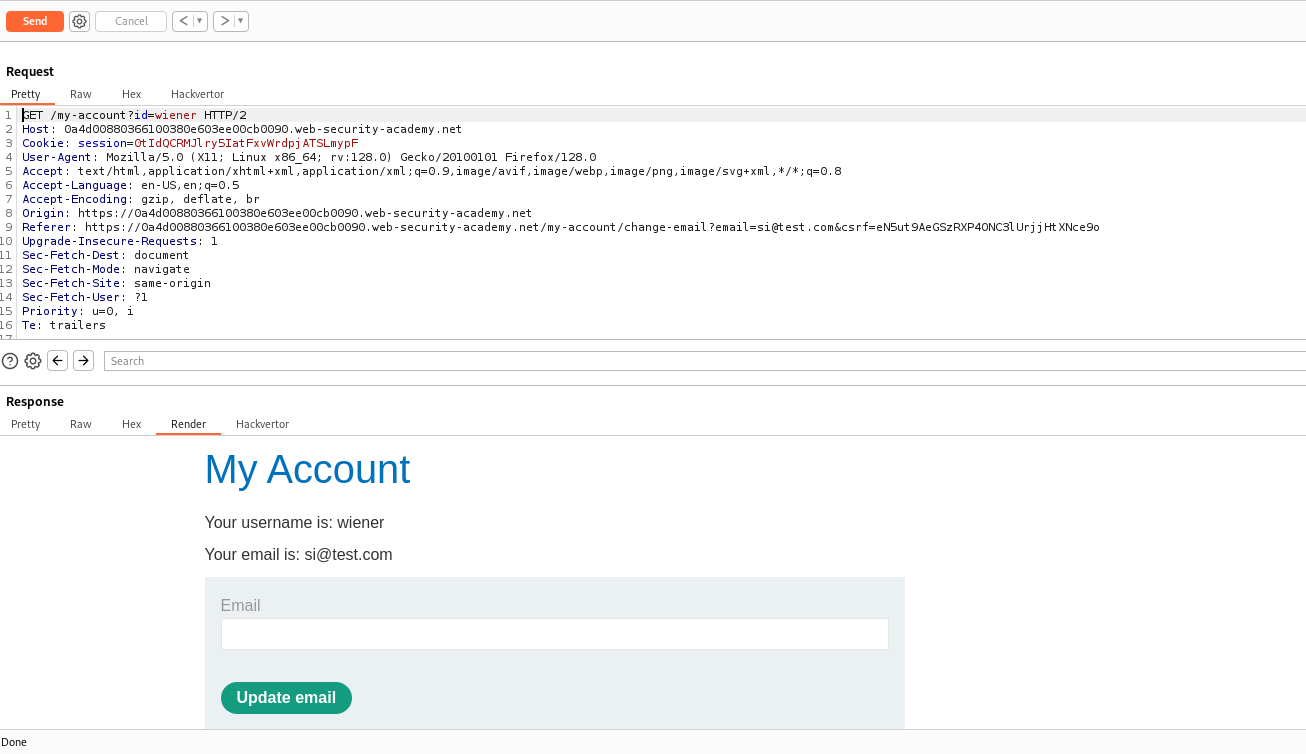 Send Cancel < ▾ > ▾
Request
Pretty Raw Hex Hackvertor
1 GET /my-account?id=wiener HTTP/2
2 Host: 0a4d00880366100380e603ee00cb0090.web-security-academy.net
3 Cookie: session=0tIdQCRMJlry5IatFxvWrdpjATSLmypF
4 User-Agent: Mozilla/5.0 (X11; Linux x86_64; rv:128.0) Gecko/20100101 Firefox/128.0
5 Accept: text/html,application/xhtml+xml,application/xml;q=0.9,image/avif,image/webp,image/png,image/svg+xml,*/*;q=0.8
6 Accept-Language: en-US,en;q=0.5
7 Accept-Encoding: gzip, deflate, br
8 Origin: https://0a4d00880366100380e603ee00cb0090.web-security-academy.net
9 Referer: https://0a4d00880366100380e603ee00cb0090.web-security-academy.net/my-account/change-email?email=si@test.com&csrf=eN5ut9AeGSzRXP4ONC3lUrjjHtXNce9o
10 Upgrade-Insecure-Requests: 1
11 Sec-Fetch-Dest: document
12 Sec-Fetch-Mode: navigate
13 Sec-Fetch-Site: same-origin
14 Sec-Fetch-User: ?1
15 Priority: u=0, i
16 Te: trailers
17
Search
Response
Pretty Raw Hex Render Hackvertor
My Account
Your username is: wiener
Your email is: si@test.com
Email
Update email
Done